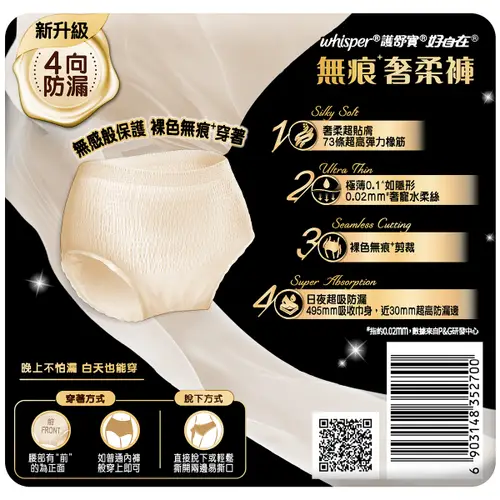 新升級
4向
防漏
whisper®護舒寶®好自在®
無痕⁺奢柔褲
無感般保護 裸色無痕⁺穿著
1
Silky Soft
奢柔超貼膚
73條超高彈力橡筋
2
Ultra Thin
極薄0.1*如隱形
0.02mm*奢寵水柔絲
3
Seamless Cutting
裸色無痕⁺剪裁
4
Super Absorption
日夜超吸防漏
495mm吸收巾身，近30mm超高防漏邊
*指約0.02mm，數據來自P&G研發中心
晚上不怕漏 白天也能穿
穿著方式
前
FRONT
腰部有"前"
的為正面
如普通內褲
般穿上即可
脫下方式
直接脫下或輕鬆
撕開兩邊易撕口
6 903148 352700